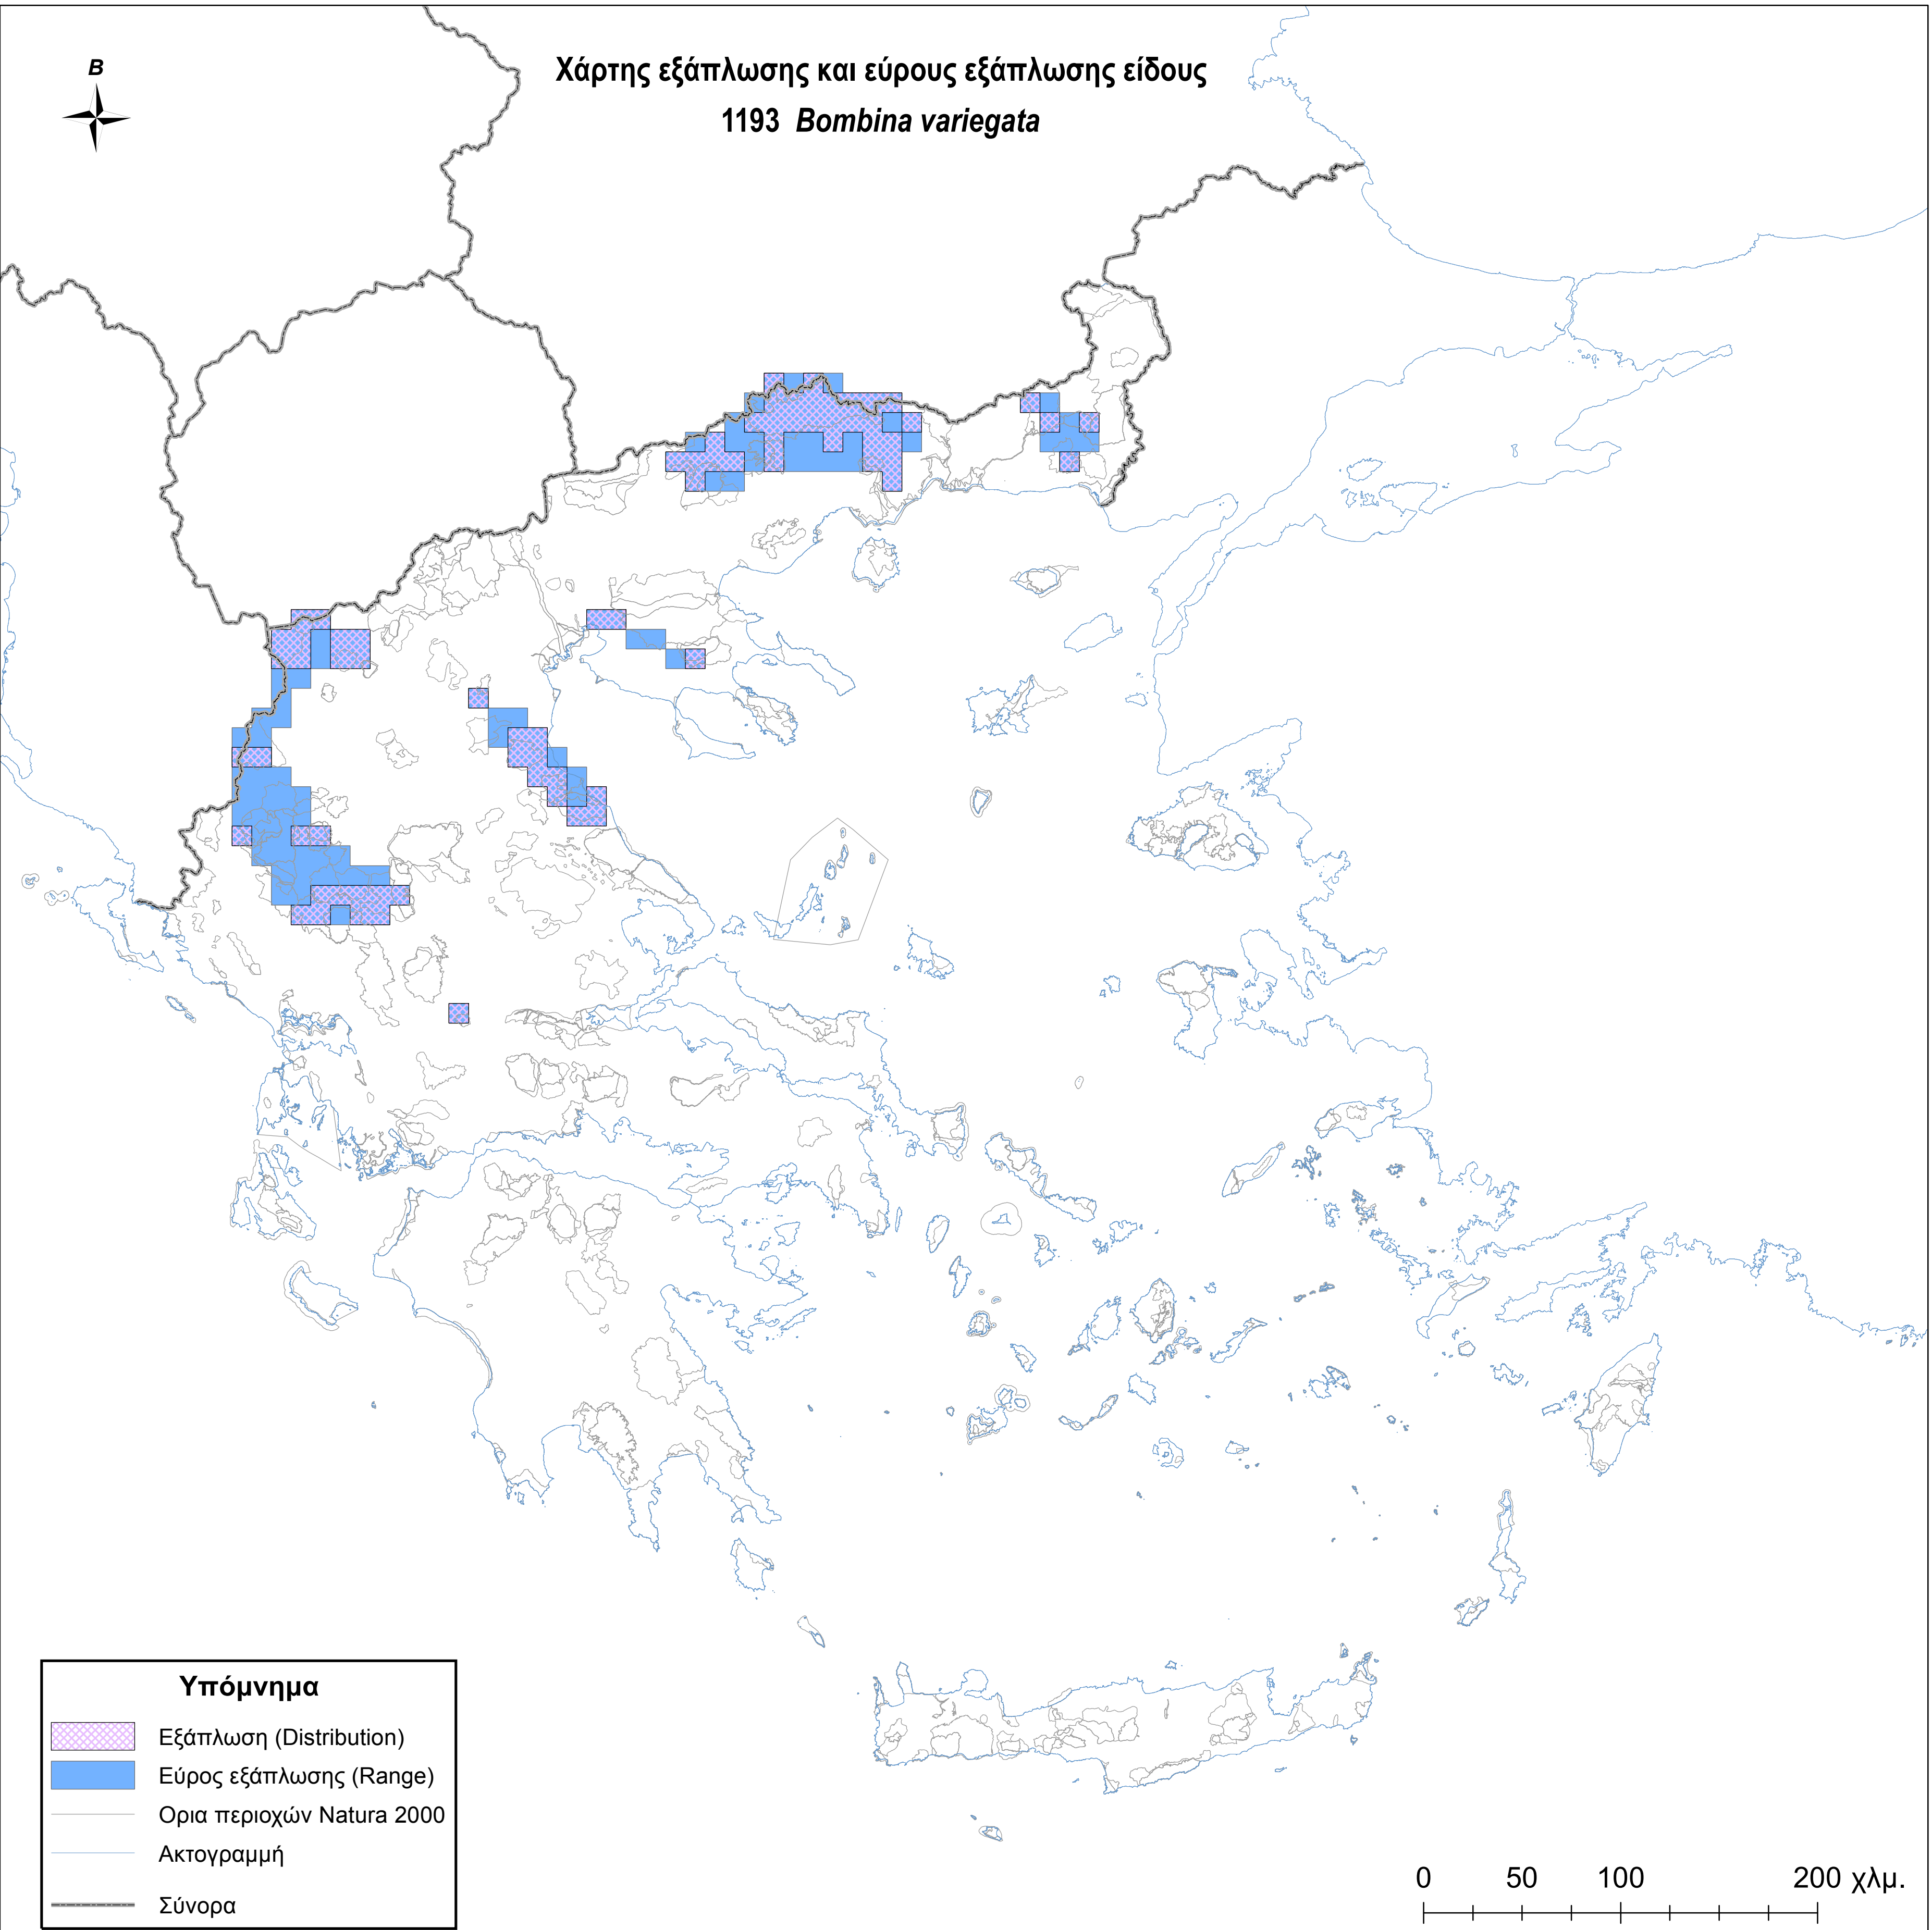 Χάρτης εξάπλωσης και εύρους εξάπλωσης είδους
1193 Bombina variegata
Β
Υπόμνημα
Εξάπλωση (Distribution)
Εύρος εξάπλωσης (Range)
Ορια περιοχών Natura 2000
Ακτογραμμή
Σύνορα
0 50 100 200 χλμ.